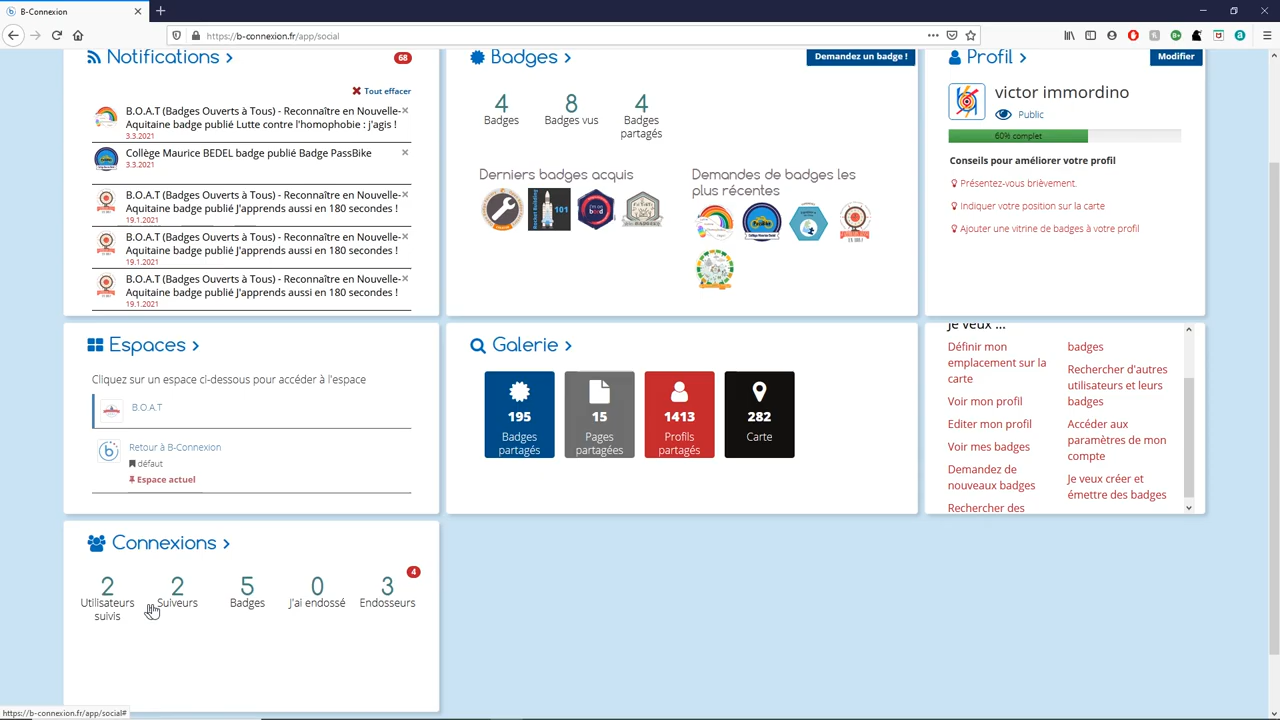 B-Connexion
https://b-connexion.fr/app/social
Notifications
68
Tout effacer
B.O.A.T (Badges Ouverts à Tous) - Reconnaître en Nouvelle-
Aquitaine badge publié Lutte contre l'homophobie : j'agis !
3.3.2021
Collège Maurice BEDEL badge publié Badge PassBike
3.3.2021
B.O.A.T (Badges Ouverts à Tous) - Reconnaître en Nouvelle-
Aquitaine badge publié J'apprends aussi en 180 secondes !
19.1.2021
B.O.A.T (Badges Ouverts à Tous) - Reconnaître en Nouvelle-
Aquitaine badge publié J'apprends aussi en 180 secondes !
19.1.2021
B.O.A.T (Badges Ouverts à Tous) - Reconnaître en Nouvelle-
Aquitaine badge publié J'apprends aussi en 180 secondes !
19.1.2021
Badges
Demandez un badge !
4
Badges
8
Badges vus
4
Badges
partagés
Derniers badges acquis
101
Demandes de badges les
plus récentes
Profil
Modifier
victor immordino
Public
60% complet
Conseils pour améliorer votre profil
Présentez-vous brièvement.
Indiquer votre position sur la carte
Ajouter une vitrine de badges à votre profil
Espaces
Cliquez sur un espace ci-dessous pour accéder à l'espace
B.O.A.T
Retour à B-Connexion
défaut
Espace actuel
Galerie
195
Badges
partagés
15
Pages
partagées
1413
Profils
partagés
282
Carte
Je veux ...
Définir mon
emplacement sur la
carte
Voir mon profil
Editer mon profil
Voir mes badges
Demandez de
nouveaux badges
Rechercher des
badges
Rechercher d'autres
utilisateurs et leurs
badges
Accéder aux
paramètres de mon
compte
Je veux créer et
émettre des badges
Connexions
4
2
Utilisateurs
suivis
2
Suiveurs
5
Badges
0
J'ai endossé
3
Endosseurs
https://b-connexion.fr/app/social#